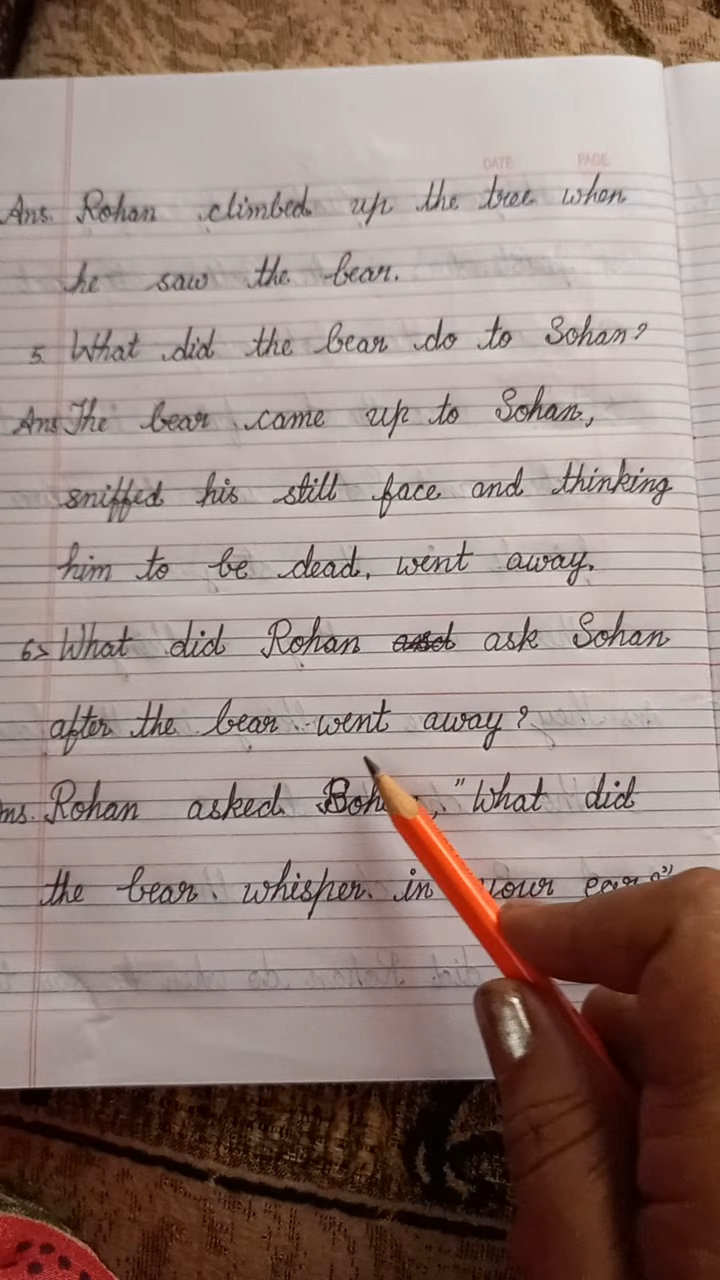 DATE PAGE
Ans. Rohan climbed up the tree when
he saw the bear.
5. What did the bear do to Sohan?
Ans The bear came up to Sohan,
sniffed his still face and thinking
him to be dead, went away.
6> What did Rohan ask Sohan
after the bear went away?
Ans. Rohan asked "What did
the bear whisper in your ear?"